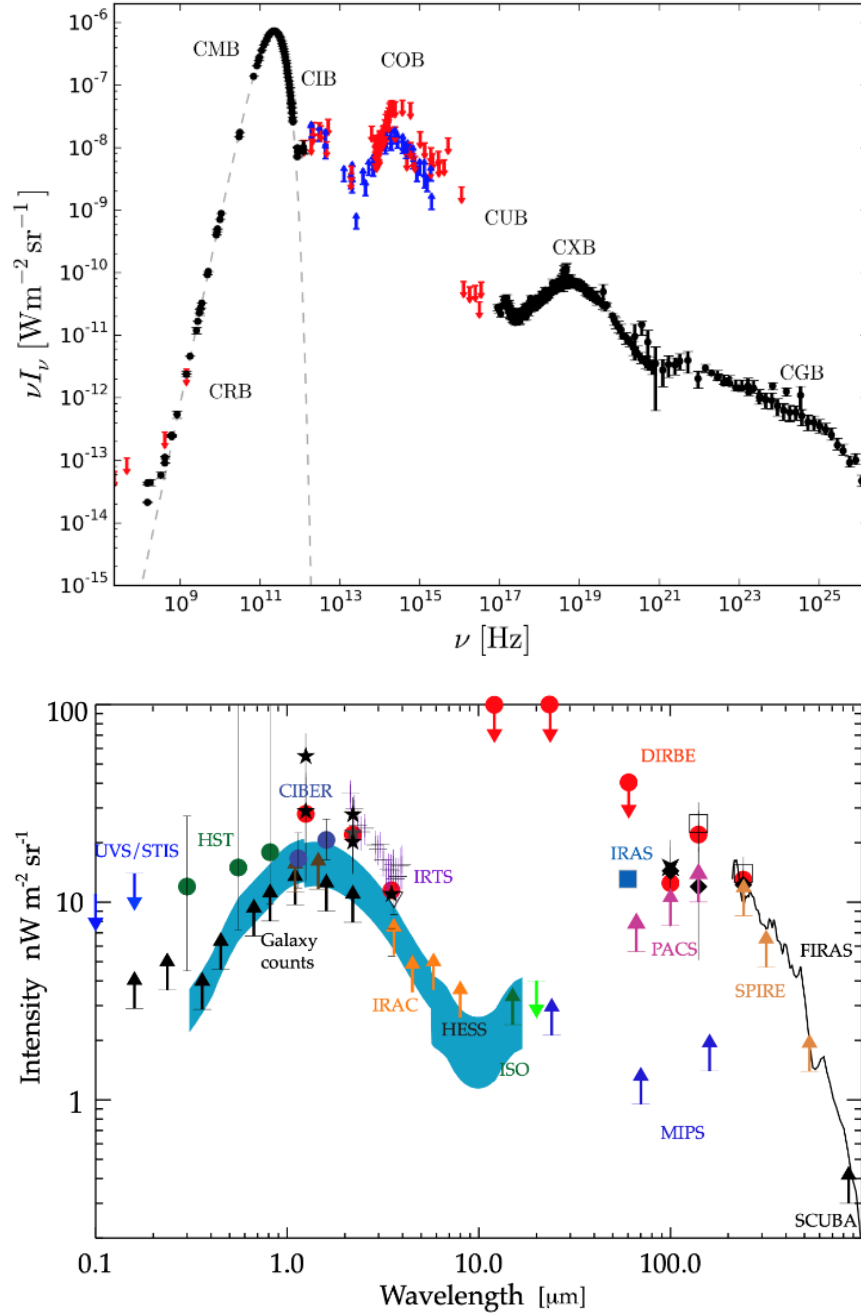 10⁻⁶
10⁻⁷
10⁻⁸
10⁻⁹
10⁻¹⁰
10⁻¹¹
10⁻¹²
10⁻¹³
10⁻¹⁴
10⁻¹⁵
νI_ν [Wm⁻² sr⁻¹]
CMB
CIB
COB
CUB
CXB
CRB
CGB
10⁹ 10¹¹ 10¹³ 10¹⁵ 10¹⁷ 10¹⁹ 10²¹ 10²³ 10²⁵
ν [Hz]
100
10
1
Intensity nW m⁻² sr⁻¹
DIRBE
CIBER
HST
UVS/STIS
IRAS
IRTS
PACS
Galaxy
counts
FIRAS
SPIRE
IRAC
HESS
ISO
MIPS
SCUBA
0.1 1.0 10.0 100.0
Wavelength [μm]